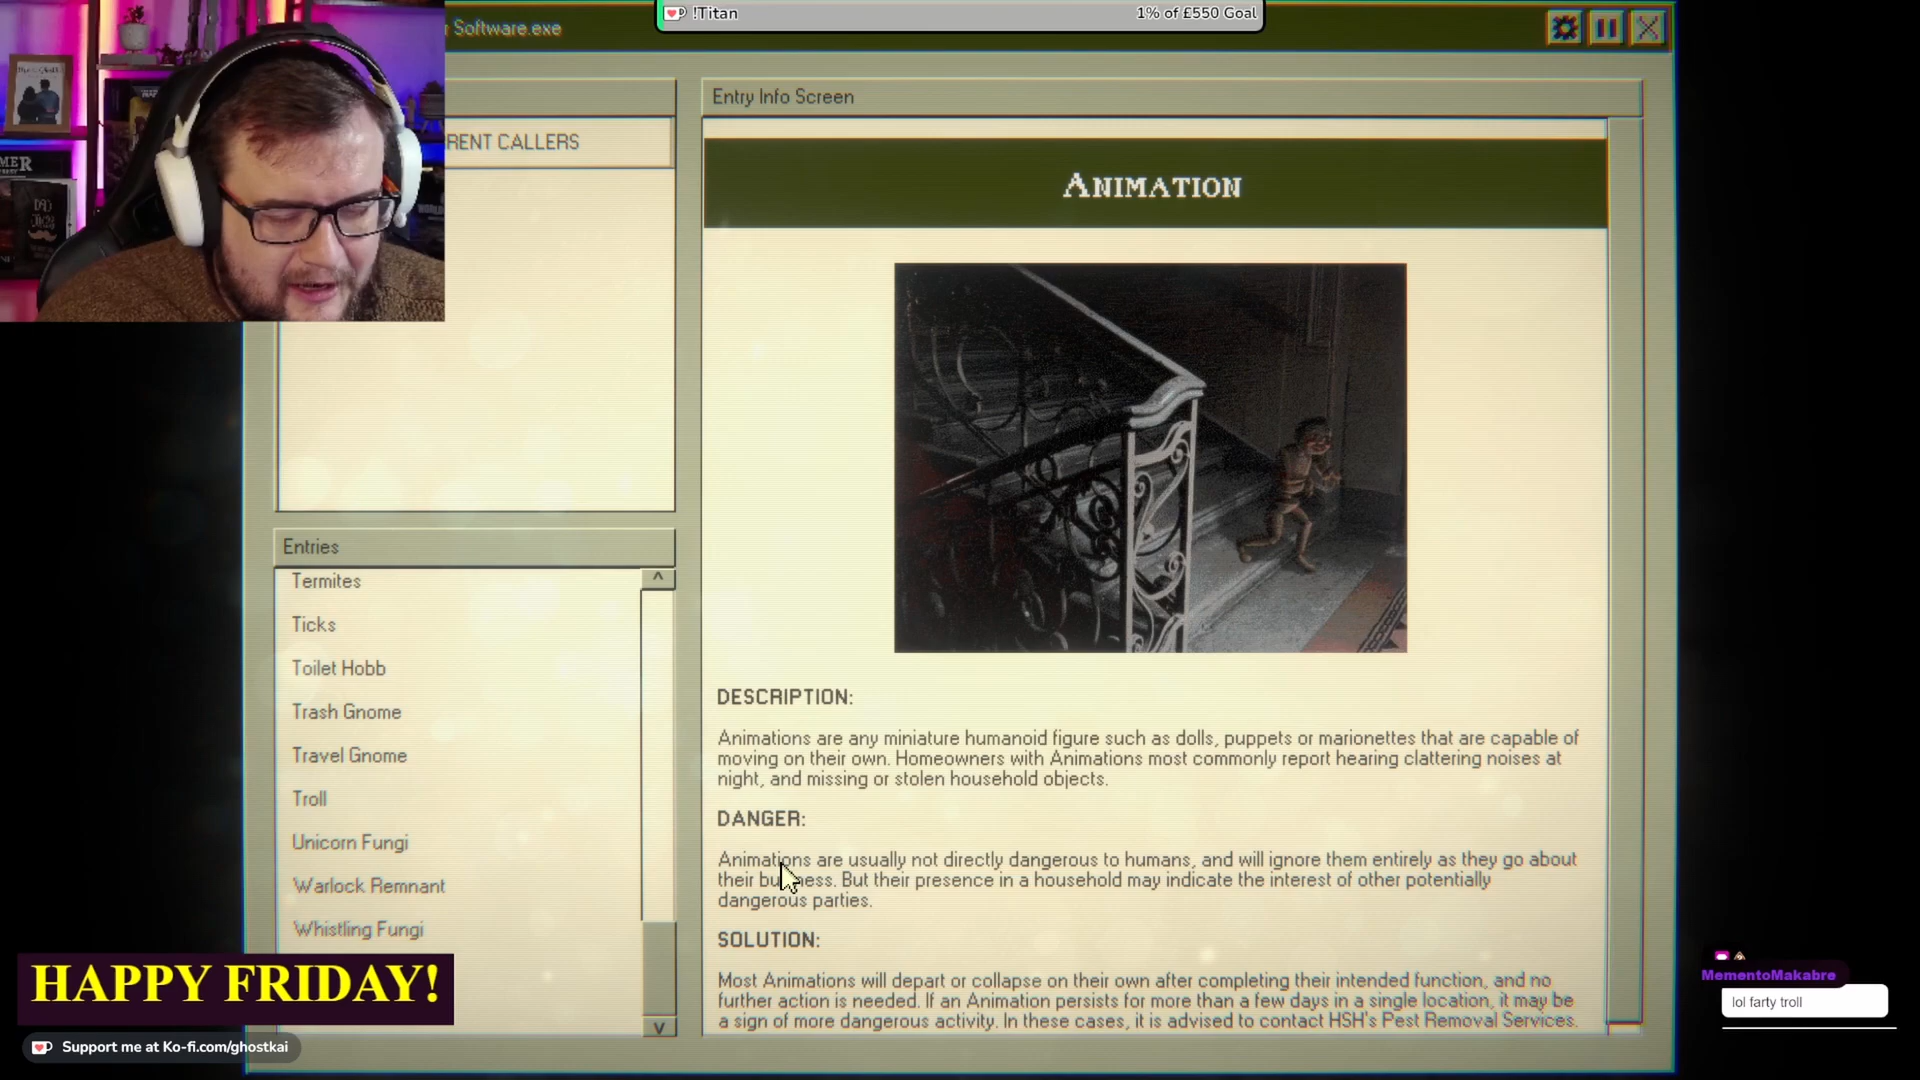 Software.exe
!Titan
1% of £550 Goal
RENT CALLERS
Entry Info Screen
ANIMATION
Entries
Termites
Ticks
Toilet Hobb
Trash Gnome
Travel Gnome
Troll
Unicorn Fungi
Warlock Remnant
Whistling Fungi
DESCRIPTION:
Animations are any miniature humanoid figure such as dolls, puppets or marionettes that are capable of
moving on their own. Homeowners with Animations most commonly report hearing clattering noises at
night, and missing or stolen household objects.
DANGER:
Animations are usually not directly dangerous to humans, and will ignore them entirely as they go about
their business. But their presence in a household may indicate the interest of other potentially
dangerous parties.
SOLUTION:
Most Animations will depart or collapse on their own after completing their intended function, and no
further action is needed. If an Animation persists for more than a few days in a single location, it may be
a sign of more dangerous activity. In these cases, it is advised to contact HSH's Pest Removal Services.
HAPPY FRIDAY!
Support me at Ko-fi.com/ghostkai
MementoMakabre
lol farty troll